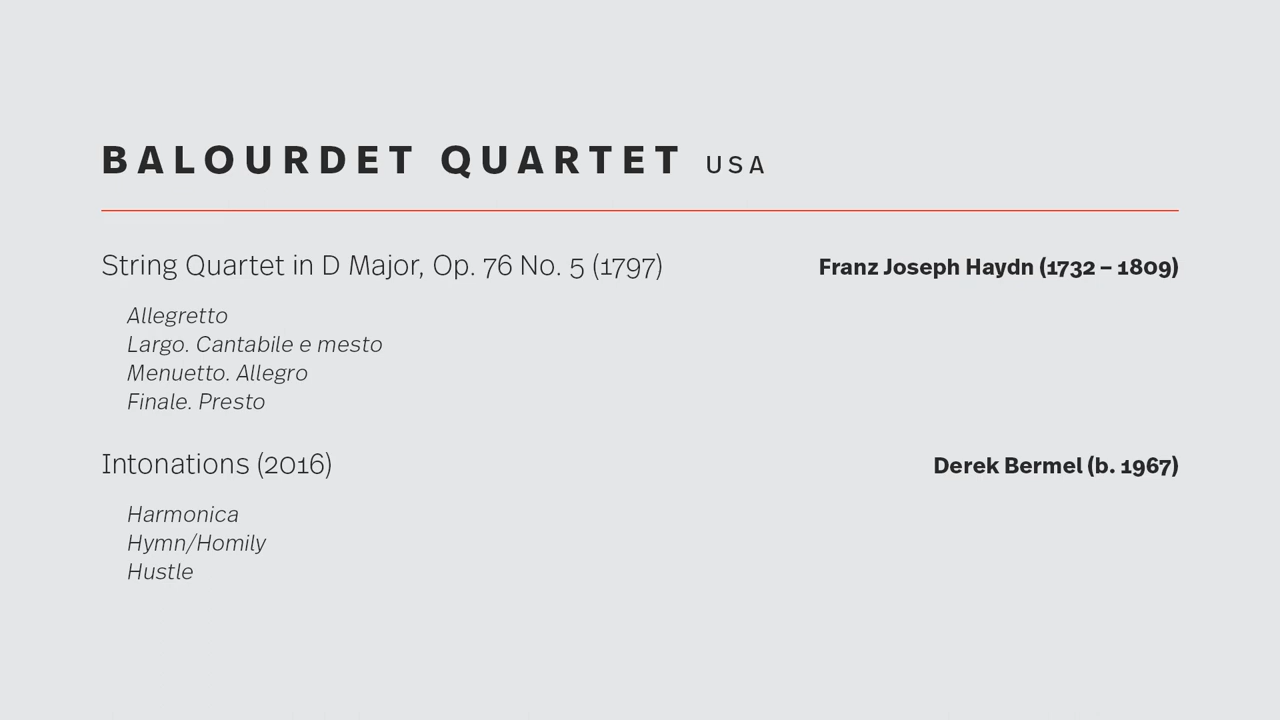 BALOURDET QUARTET USA
String Quartet in D Major, Op. 76 No. 5 (1797) Franz Joseph Haydn (1732 – 1809)
Allegretto
Largo. Cantabile e mesto
Menuetto. Allegro
Finale. Presto
Intonations (2016) Derek Bermel (b. 1967)
Harmonica
Hymn/Homily
Hustle